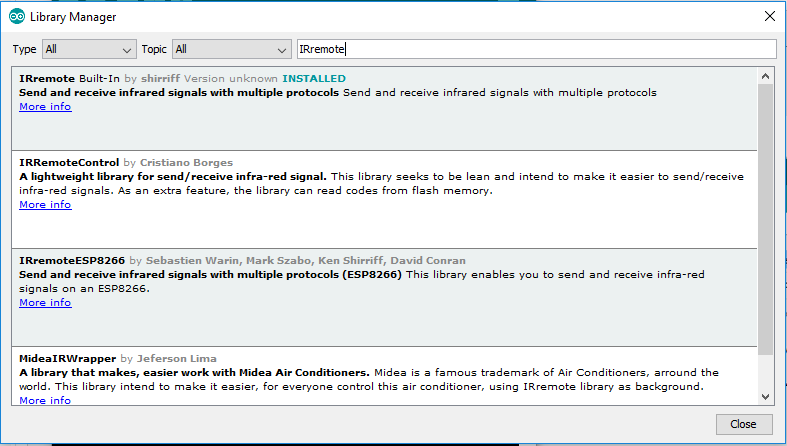 Library Manager
Type All Topic All IRremote
IRremote Built-In by shirriff Version unknown INSTALLED
Send and receive infrared signals with multiple protocols Send and receive infrared signals with multiple protocols
More info
IRRemoteControl by Cristiano Borges
A lightweight library for send/receive infra-red signal. This library seeks to be lean and intend to make it easier to send/receive
infra-red signals. As an extra feature, the library can read codes from flash memory.
More info
IRremoteESP8266 by Sebastien Warin, Mark Szabo, Ken Shirriff, David Conran
Send and receive infrared signals with multiple protocols (ESP8266) This library enables you to send and receive infra-red
signals on an ESP8266.
More info
MideaIRWrapper by Jeferson Lima
A library that makes, easier work with Midea Air Conditioners. Midea is a famous trademark of Air Conditioners, arround the
world. This library intend to make it easier, for everyone control this air conditioner, using IRremote library as background.
More info
Close